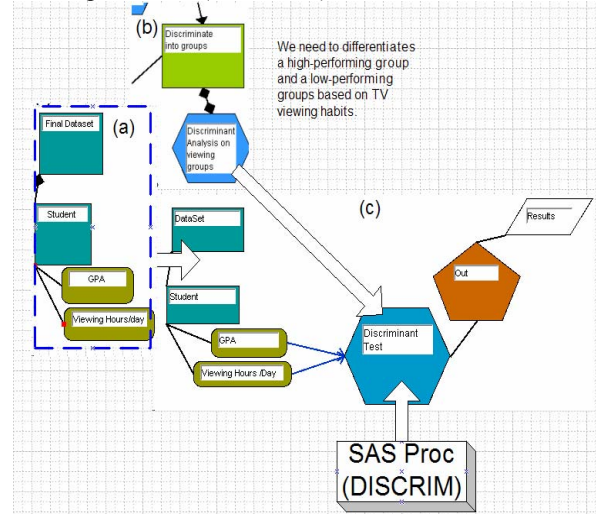 (b)
Discriminate
into groups
We need to differentiates
a high-performing group
and a low-performing
groups based on TV
viewing habits.
Final Dataset
(a)
Discriminant
Analysis on
viewing
groups
Student
DataSet
(c)
Results
GPA
Out
Viewing Hours/day
Student
Discriminant
Test
GPA
Viewing Hours /Day
SAS Proc
(DISCRIM)